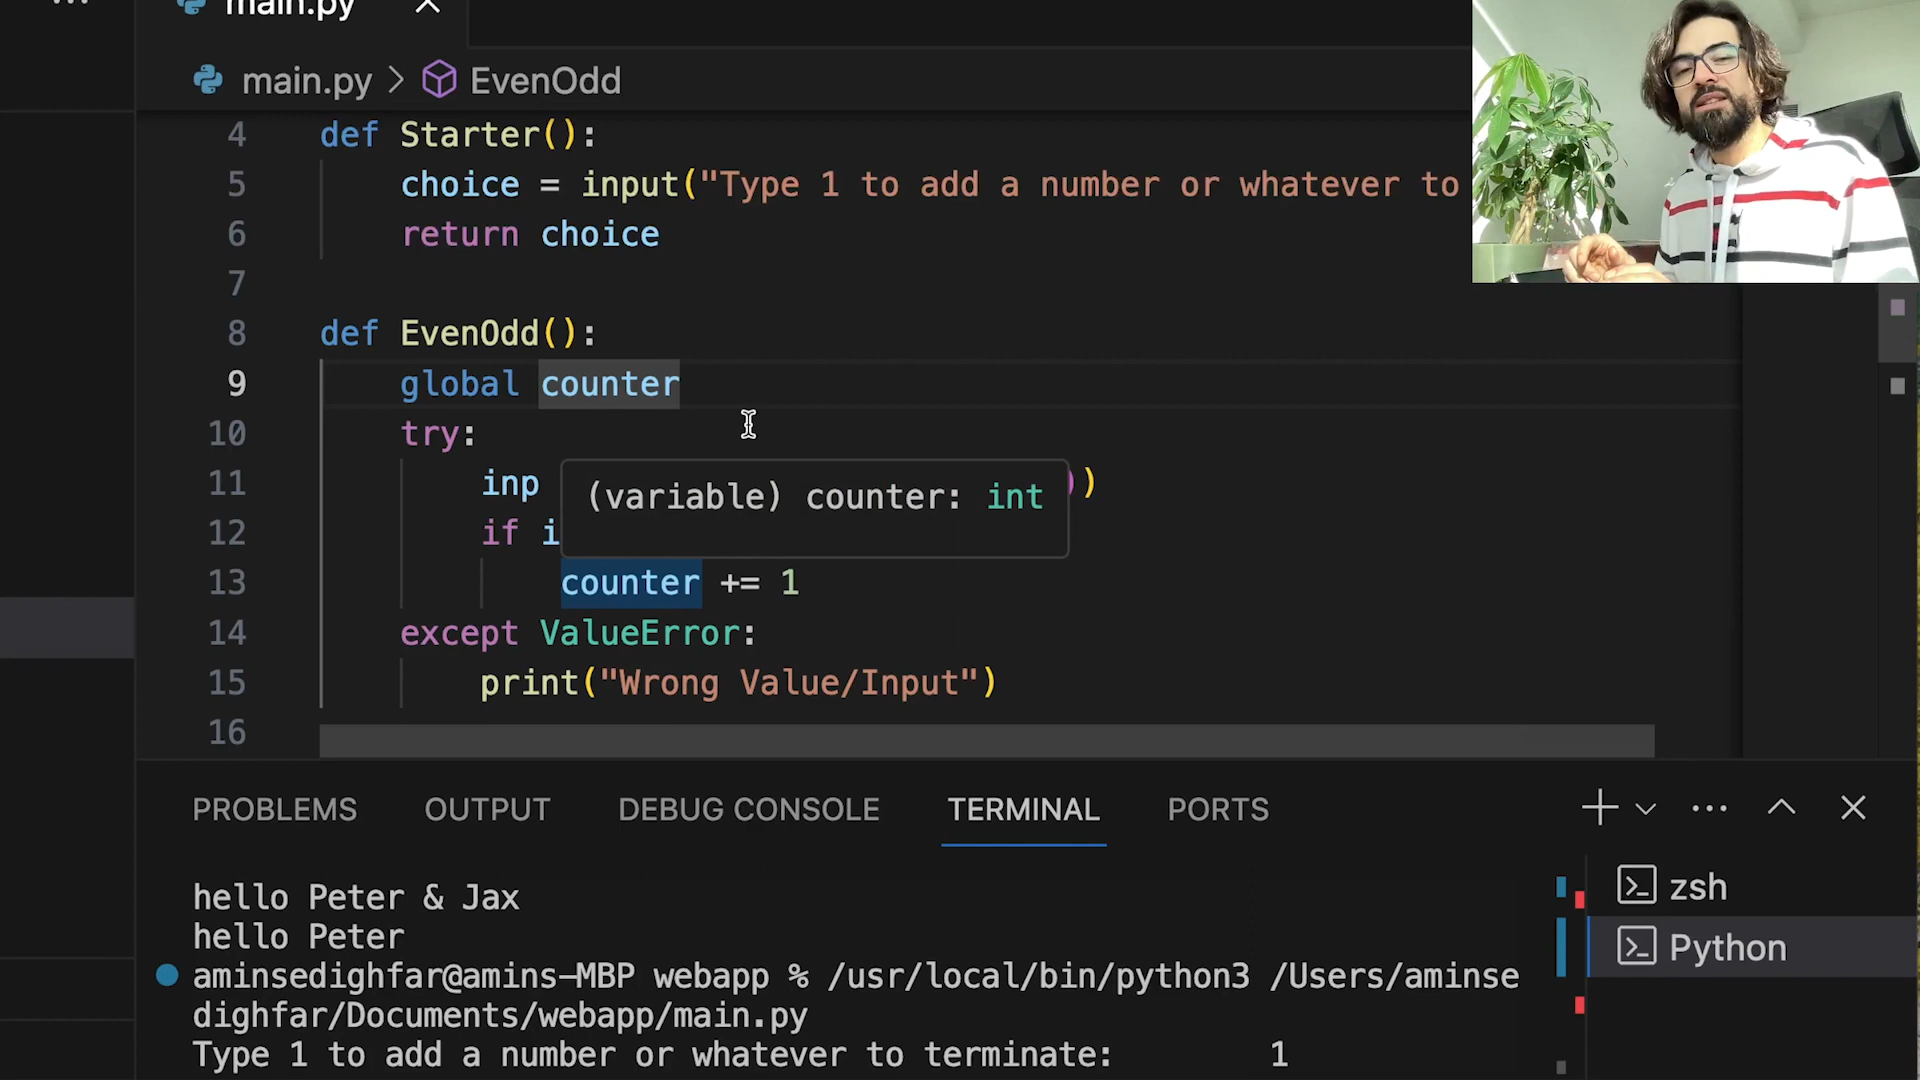 main.py
main.py > EvenOdd
4 def Starter():
5 choice = input("Type 1 to add a number or whatever to
6 return choice
7
8 def EvenOdd():
9 global counter
10 try:
11 inp ))
(variable) counter: int
12 if i
13 counter += 1
14 except ValueError:
15 print("Wrong Value/Input")
16
PROBLEMS OUTPUT DEBUG CONSOLE TERMINAL PORTS
hello Peter & Jax
hello Peter
aminsedighfar@amins-MBP webapp % /usr/local/bin/python3 /Users/aminse
dighfar/Documents/webapp/main.py
Type 1 to add a number or whatever to terminate: 1
zsh
Python